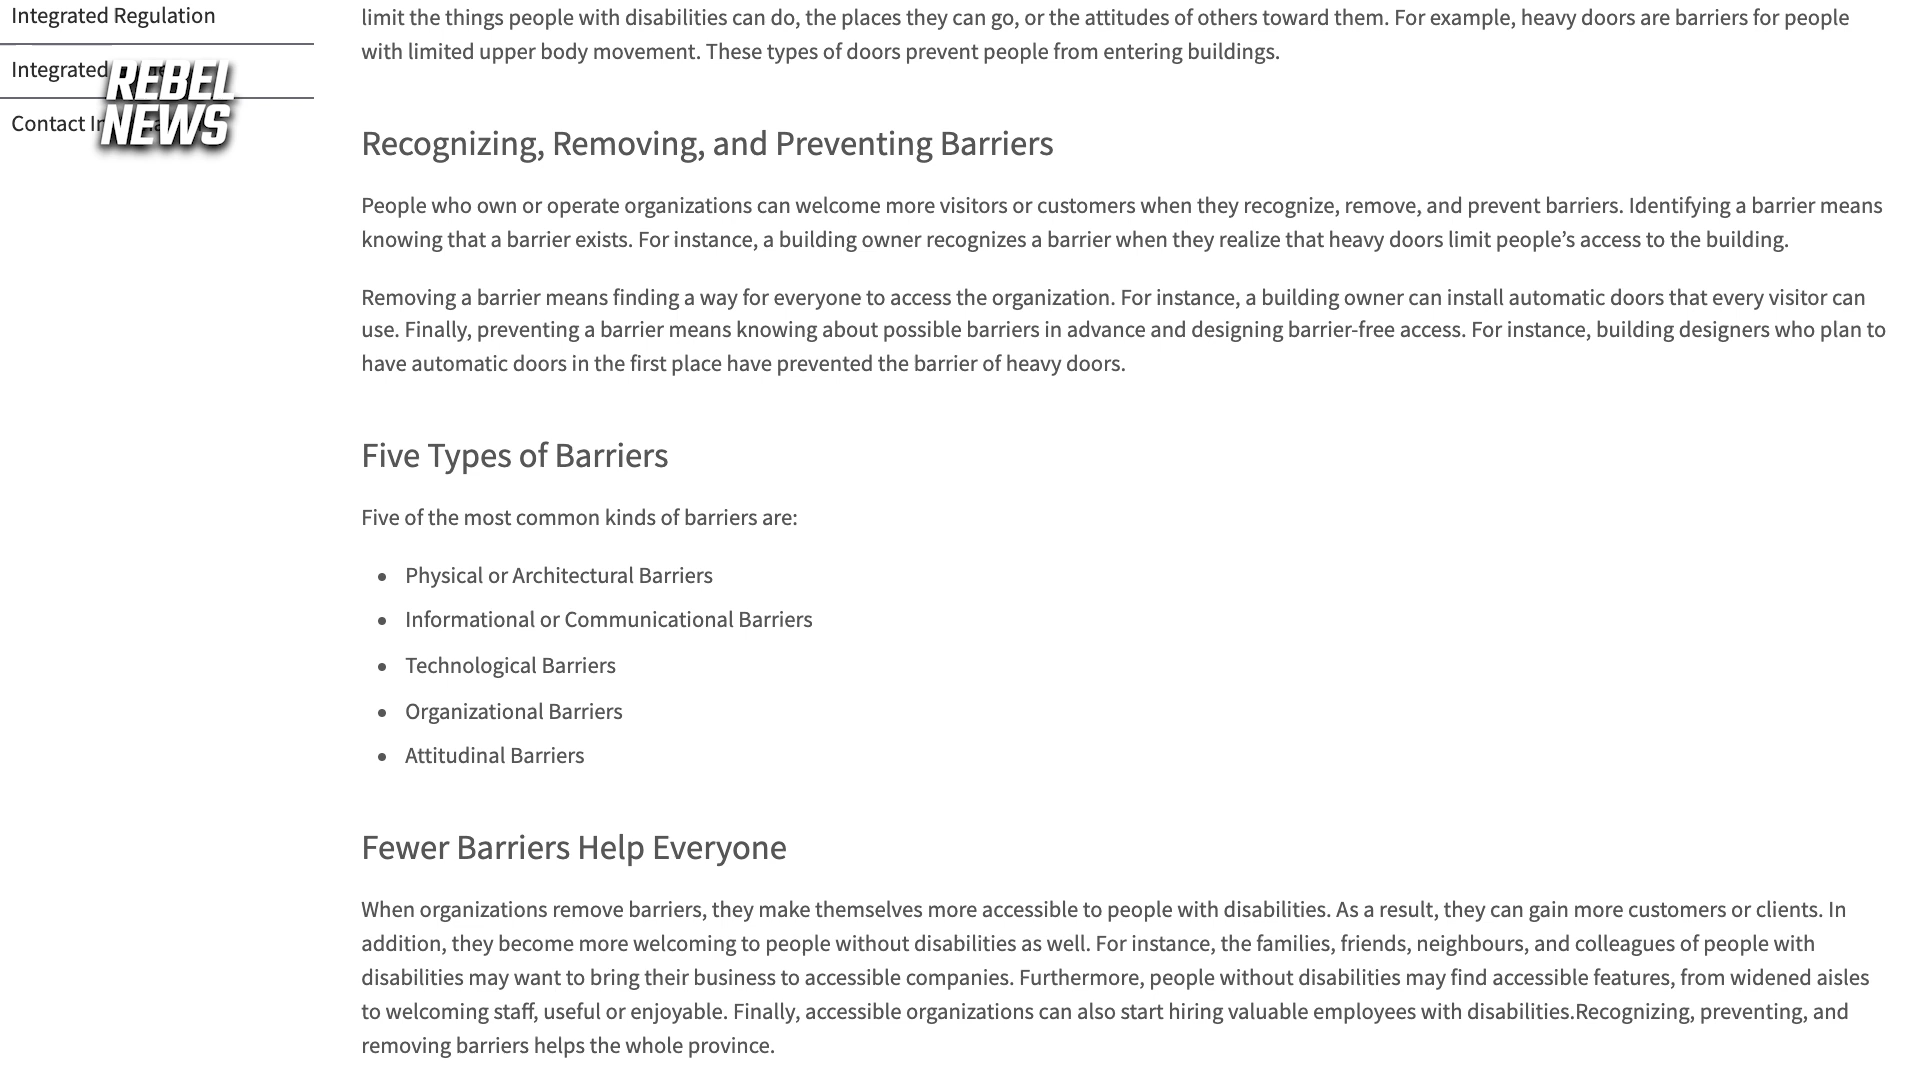 Integrated Regulation
Integrated
Contact
REBEL
NEWS
limit the things people with disabilities can do, the places they can go, or the attitudes of others toward them. For example, heavy doors are barriers for people
with limited upper body movement. These types of doors prevent people from entering buildings.
Recognizing, Removing, and Preventing Barriers
People who own or operate organizations can welcome more visitors or customers when they recognize, remove, and prevent barriers. Identifying a barrier means
knowing that a barrier exists. For instance, a building owner recognizes a barrier when they realize that heavy doors limit people’s access to the building.
Removing a barrier means finding a way for everyone to access the organization. For instance, a building owner can install automatic doors that every visitor can
use. Finally, preventing a barrier means knowing about possible barriers in advance and designing barrier-free access. For instance, building designers who plan to
have automatic doors in the first place have prevented the barrier of heavy doors.
Five Types of Barriers
Five of the most common kinds of barriers are:
• Physical or Architectural Barriers
• Informational or Communicational Barriers
• Technological Barriers
• Organizational Barriers
• Attitudinal Barriers
Fewer Barriers Help Everyone
When organizations remove barriers, they make themselves more accessible to people with disabilities. As a result, they can gain more customers or clients. In
addition, they become more welcoming to people without disabilities as well. For instance, the families, friends, neighbours, and colleagues of people with
disabilities may want to bring their business to accessible companies. Furthermore, people without disabilities may find accessible features, from widened aisles
to welcoming staff, useful or enjoyable. Finally, accessible organizations can also start hiring valuable employees with disabilities.Recognizing, preventing, and
removing barriers helps the whole province.